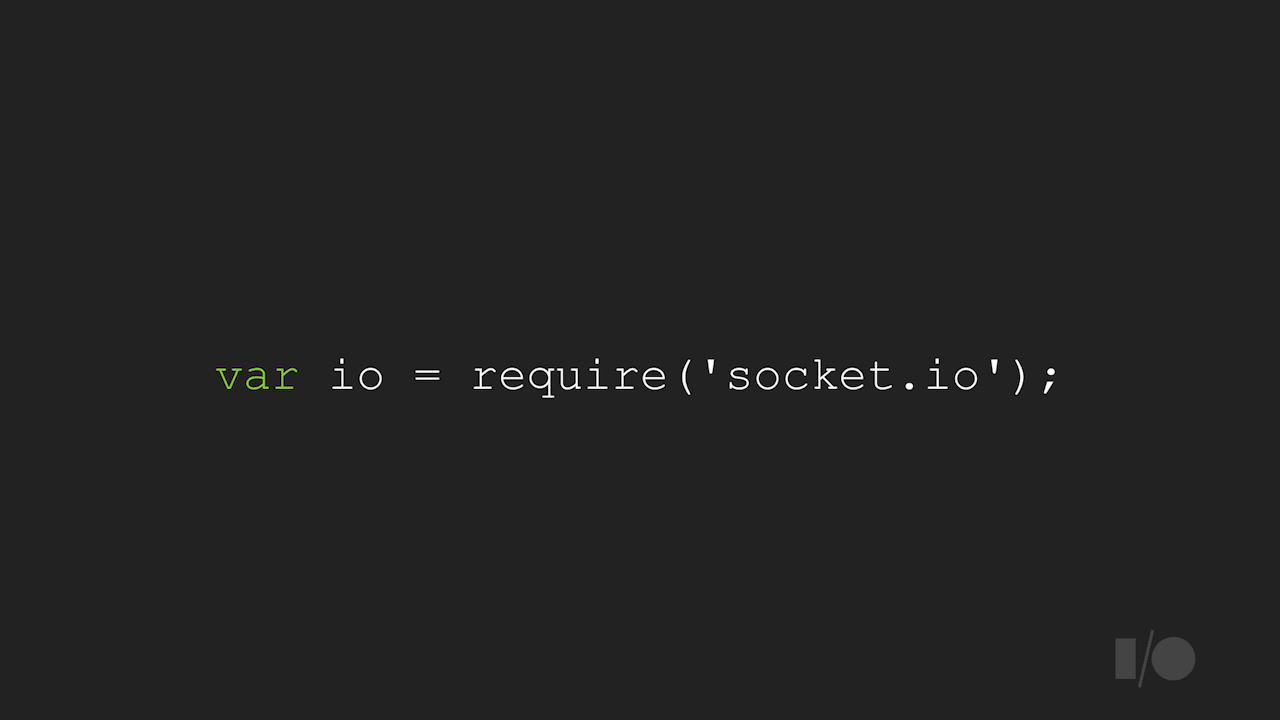 var io = require('socket.io');
I/O